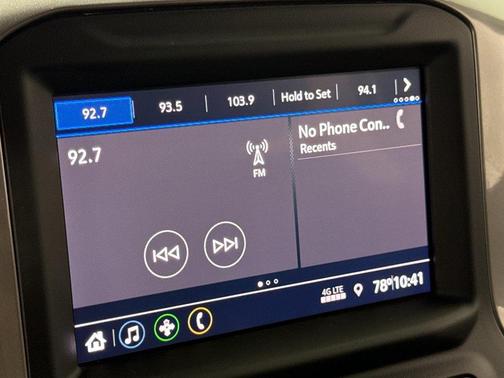 92.7 93.5 103.9 Hold to Set 94.1
92.7
FM
No Phone Con..
Recents
4G LTE
78° 10:41